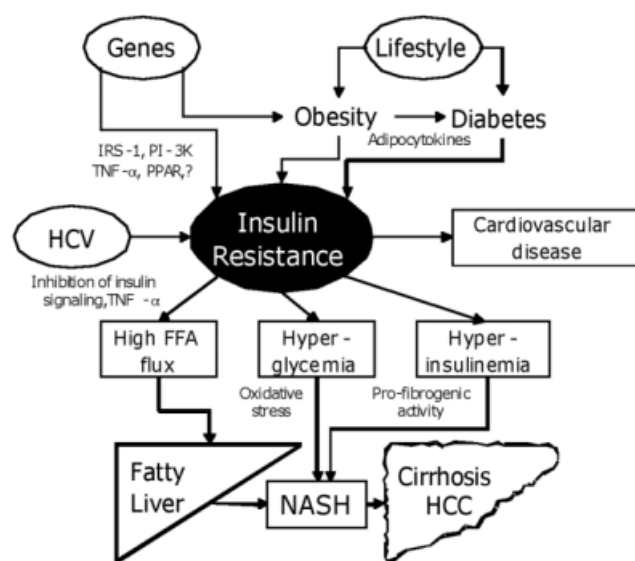 Genes
Lifestyle
Obesity
Diabetes
Adipocytokines
IRS-1, PI-3K
TNF-α, PPAR,?
HCV
Insulin
Resistance
Cardiovascular
disease
Inhibition of insulin
signaling,TNF -α
High FFA
flux
Hyper-
glycemia
Hyper-
insulinemia
Oxidative
stress
Pro-fibrogenic
activity
Fatty
Liver
NASH
Cirrhosis
HCC